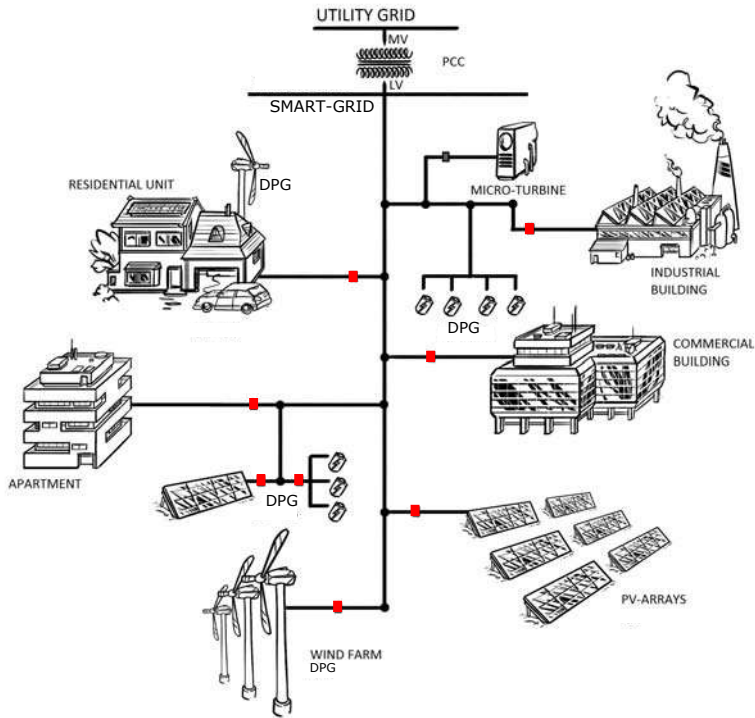 UTILITY GRID
MV
PCC
LV
SMART-GRID
RESIDENTIAL UNIT
DPG
MICRO-TURBINE
INDUSTRIAL
BUILDING
DPG
COMMERCIAL
BUILDING
APARTMENT
DPG
PV-ARRAYS
WIND FARM
DPG